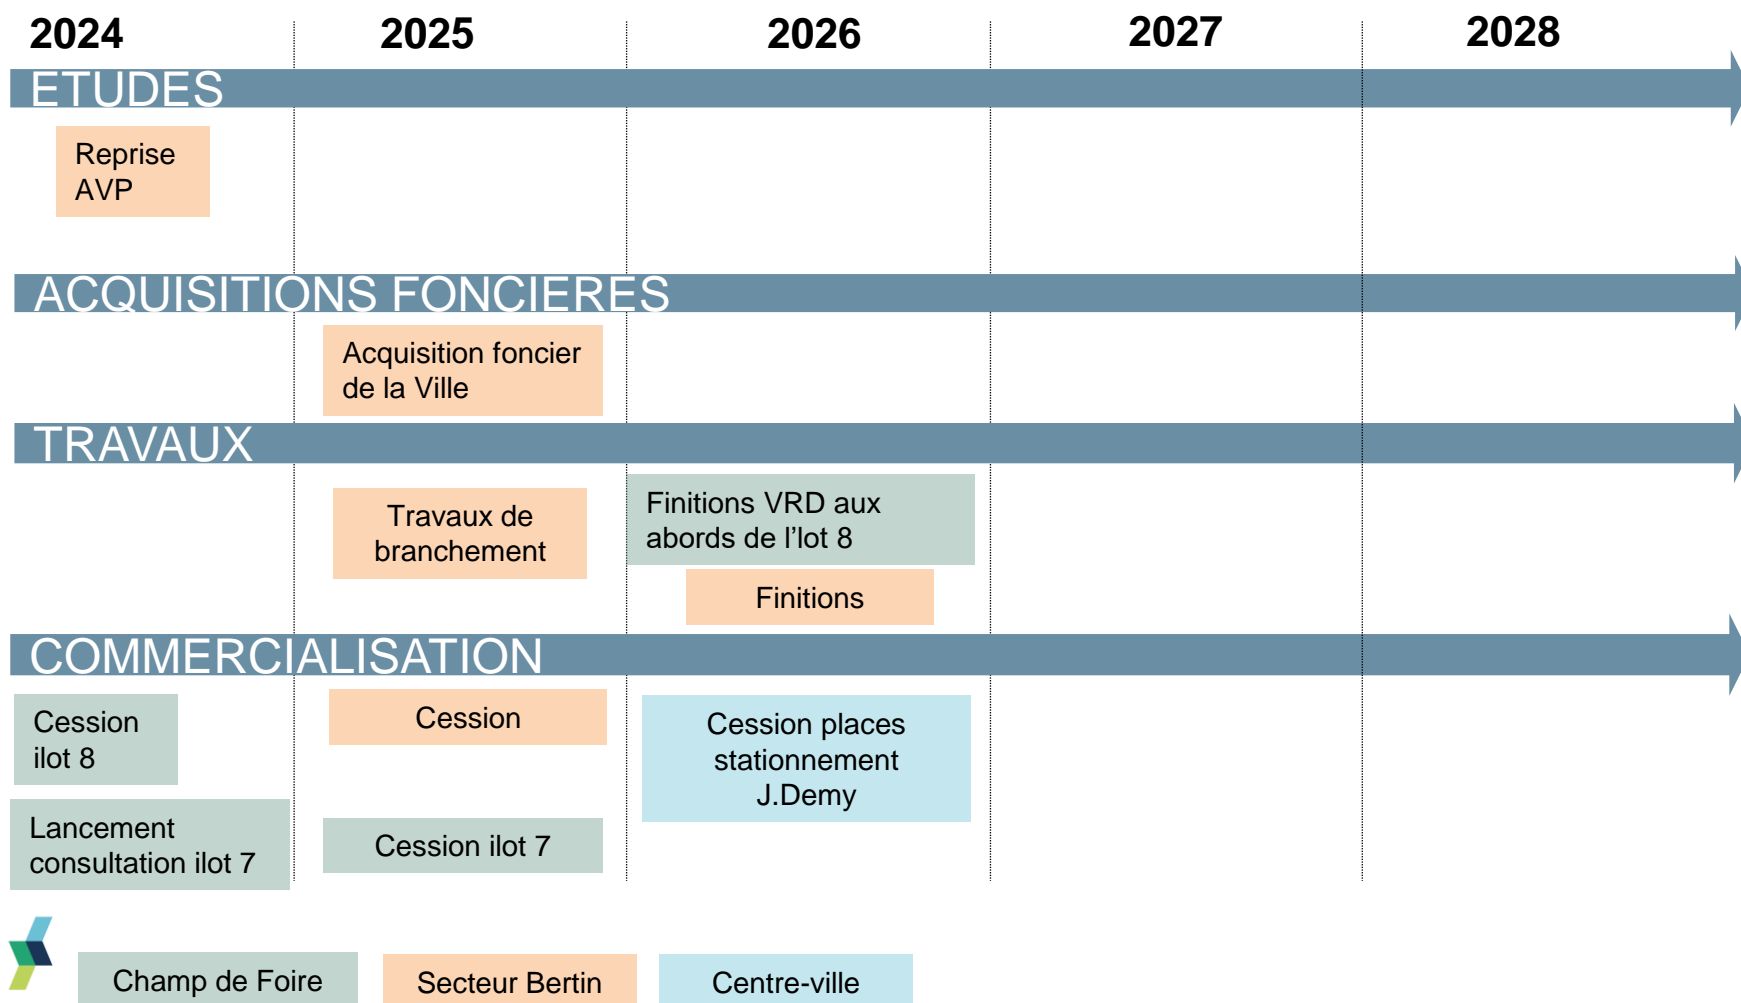 2024 2025 2026 2027 2028
ETUDES
Reprise
AVP
ACQUISITIONS FONCIERES
Acquisition foncier
de la Ville
TRAVAUX
Travaux de
branchement
Finitions VRD aux
abords de l’lot 8
Finitions
COMMERCIALISATION
Cession
ilot 8
Cession
Cession places
stationnement
J.Demy
Lancement
consultation ilot 7
Cession ilot 7
Champ de Foire
Secteur Bertin
Centre-ville